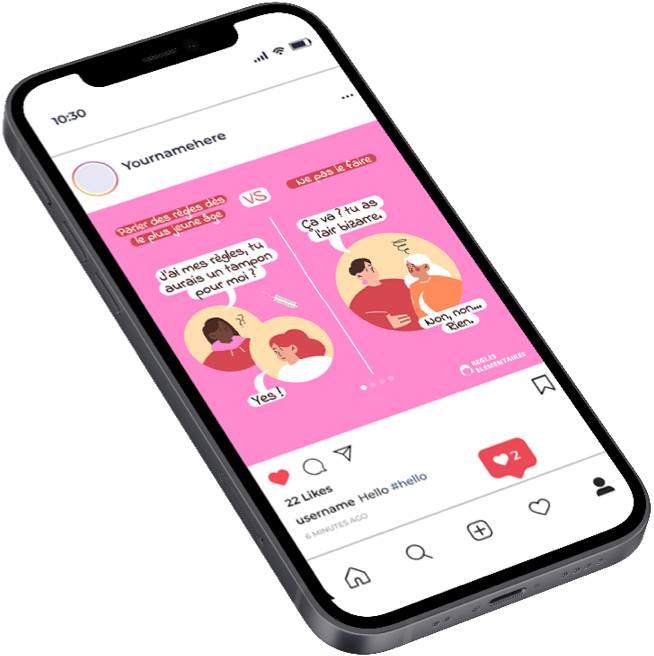 10:30
Yournamehere
Parler des règles dès
le plus jeune âge
VS
Ne pas le faire
J'ai mes règles, tu
aurais un tampon
pour moi ?
Yes !
Ça va ? tu as
l'air bizarre.
Non, non...
Bien.
RÈGLES
ÉLÉMENTAIRES
22 Likes
username Hello #hello
6 MINUTES AGO
2